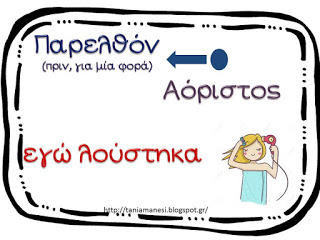 Παρελθόν
(πριν, για μία φορά)
Αόριστος
εγώ λούστηκα
http://taniamanesi.blogspot.gr/